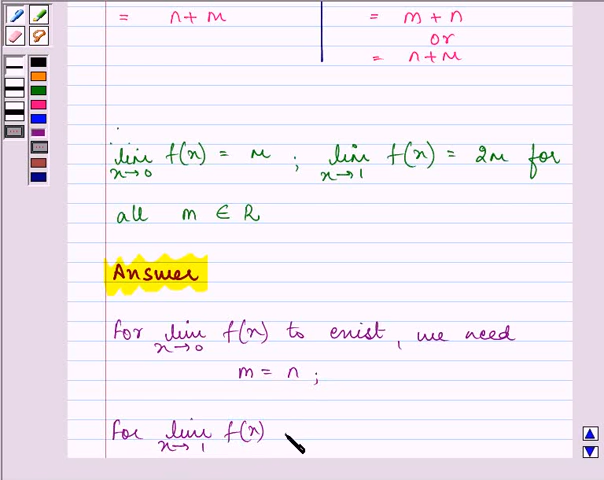 = n + m
= m + n
or
= n + m
lim x→0 f(x) = m ; lim x→1 f(x) = 2m for
all m ∈ R
Answer
For lim x→0 f(x) to exist, we need
m = n ;
For lim x→1 f(x)